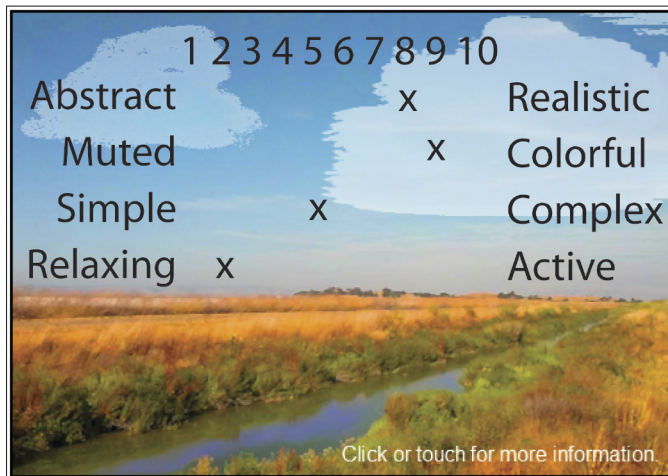 1 2 3 4 5 6 7 8 9 10
Abstract x Realistic
Muted x Colorful
Simple x Complex
Relaxing x Active
Click or touch for more information.